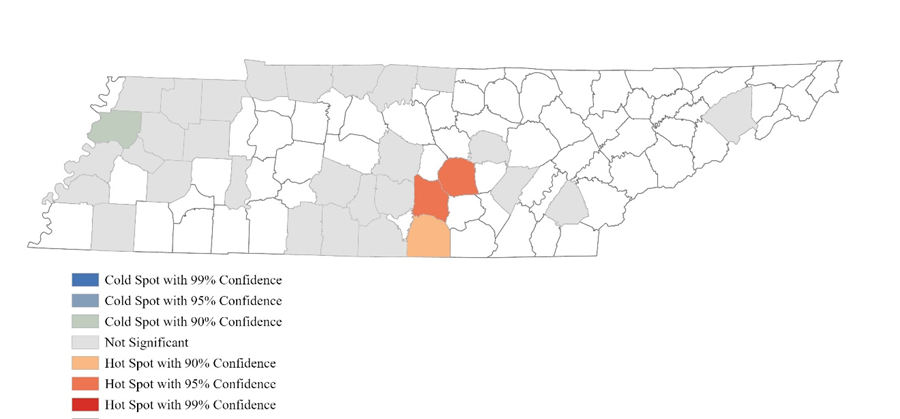 Cold Spot with 99% Confidence
Cold Spot with 95% Confidence
Cold Spot with 90% Confidence
Not Significant
Hot Spot with 90% Confidence
Hot Spot with 95% Confidence
Hot Spot with 99% Confidence